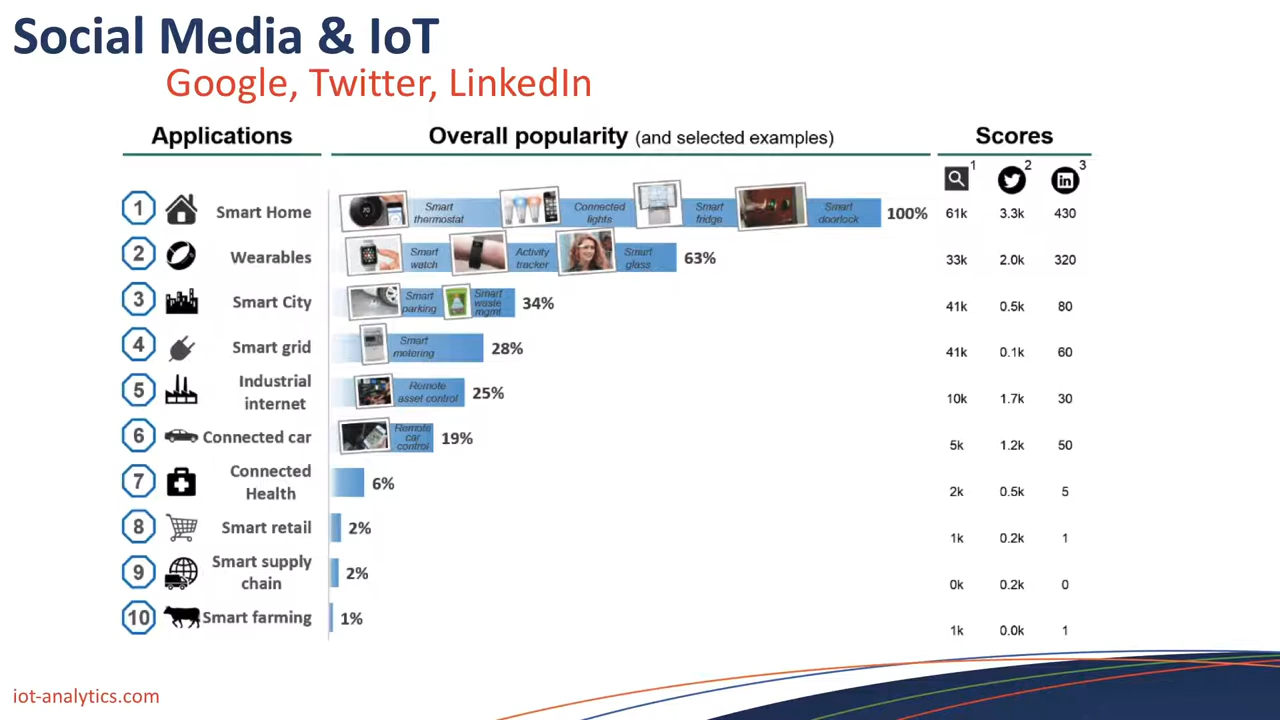 Social Media & IoT
Google, Twitter, LinkedIn
Applications
Overall popularity (and selected examples)
Scores
1 2 3
1 Smart Home Smart thermostat Connected lights Smart fridge Smart doorlock 100% 61k 3.3k 430
2 Wearables Smart watch Activity tracker Smart glass 63% 33k 2.0k 320
3 Smart City Smart parking Smart waste mgmt 34% 41k 0.5k 80
4 Smart grid Smart metering 28% 41k 0.1k 60
5 Industrial internet Remote asset control 25% 10k 1.7k 30
6 Connected car Remote car control 19% 5k 1.2k 50
7 Connected Health 6% 2k 0.5k 5
8 Smart retail 2% 1k 0.2k 1
9 Smart supply chain 2% 0k 0.2k 0
10 Smart farming 1% 1k 0.0k 1
iot-analytics.com